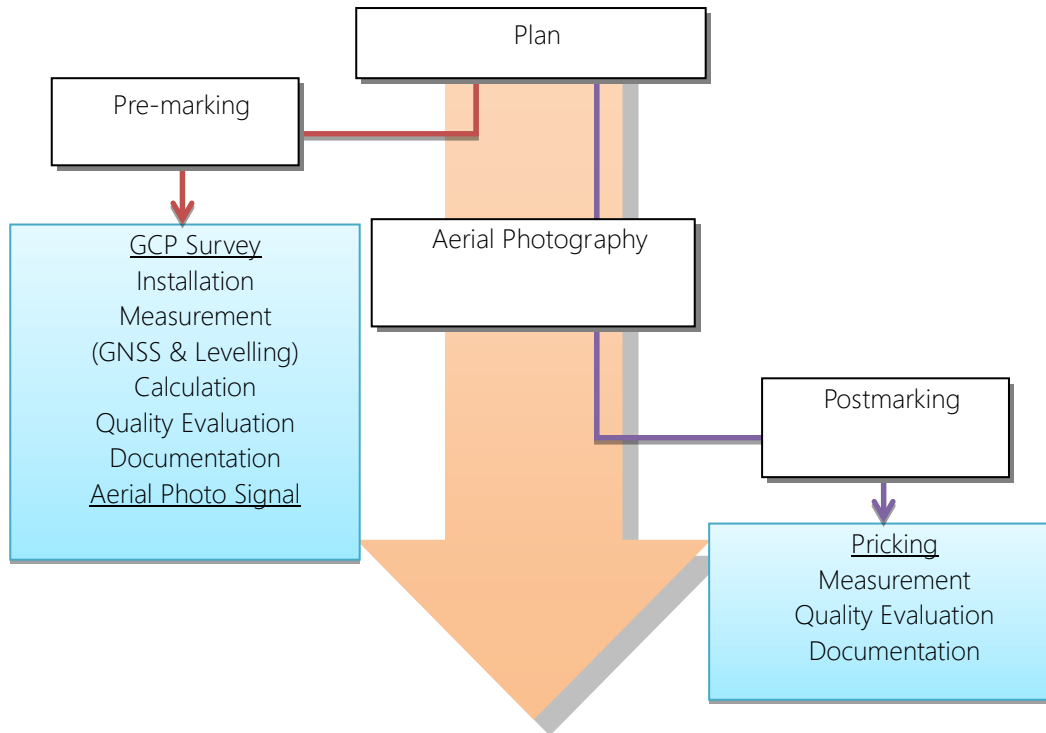 Plan
Pre-marking
GCP Survey
Installation
Measurement
(GNSS & Levelling)
Calculation
Quality Evaluation
Documentation
Aerial Photo Signal
Aerial Photography
Postmarking
Pricking
Measurement
Quality Evaluation
Documentation